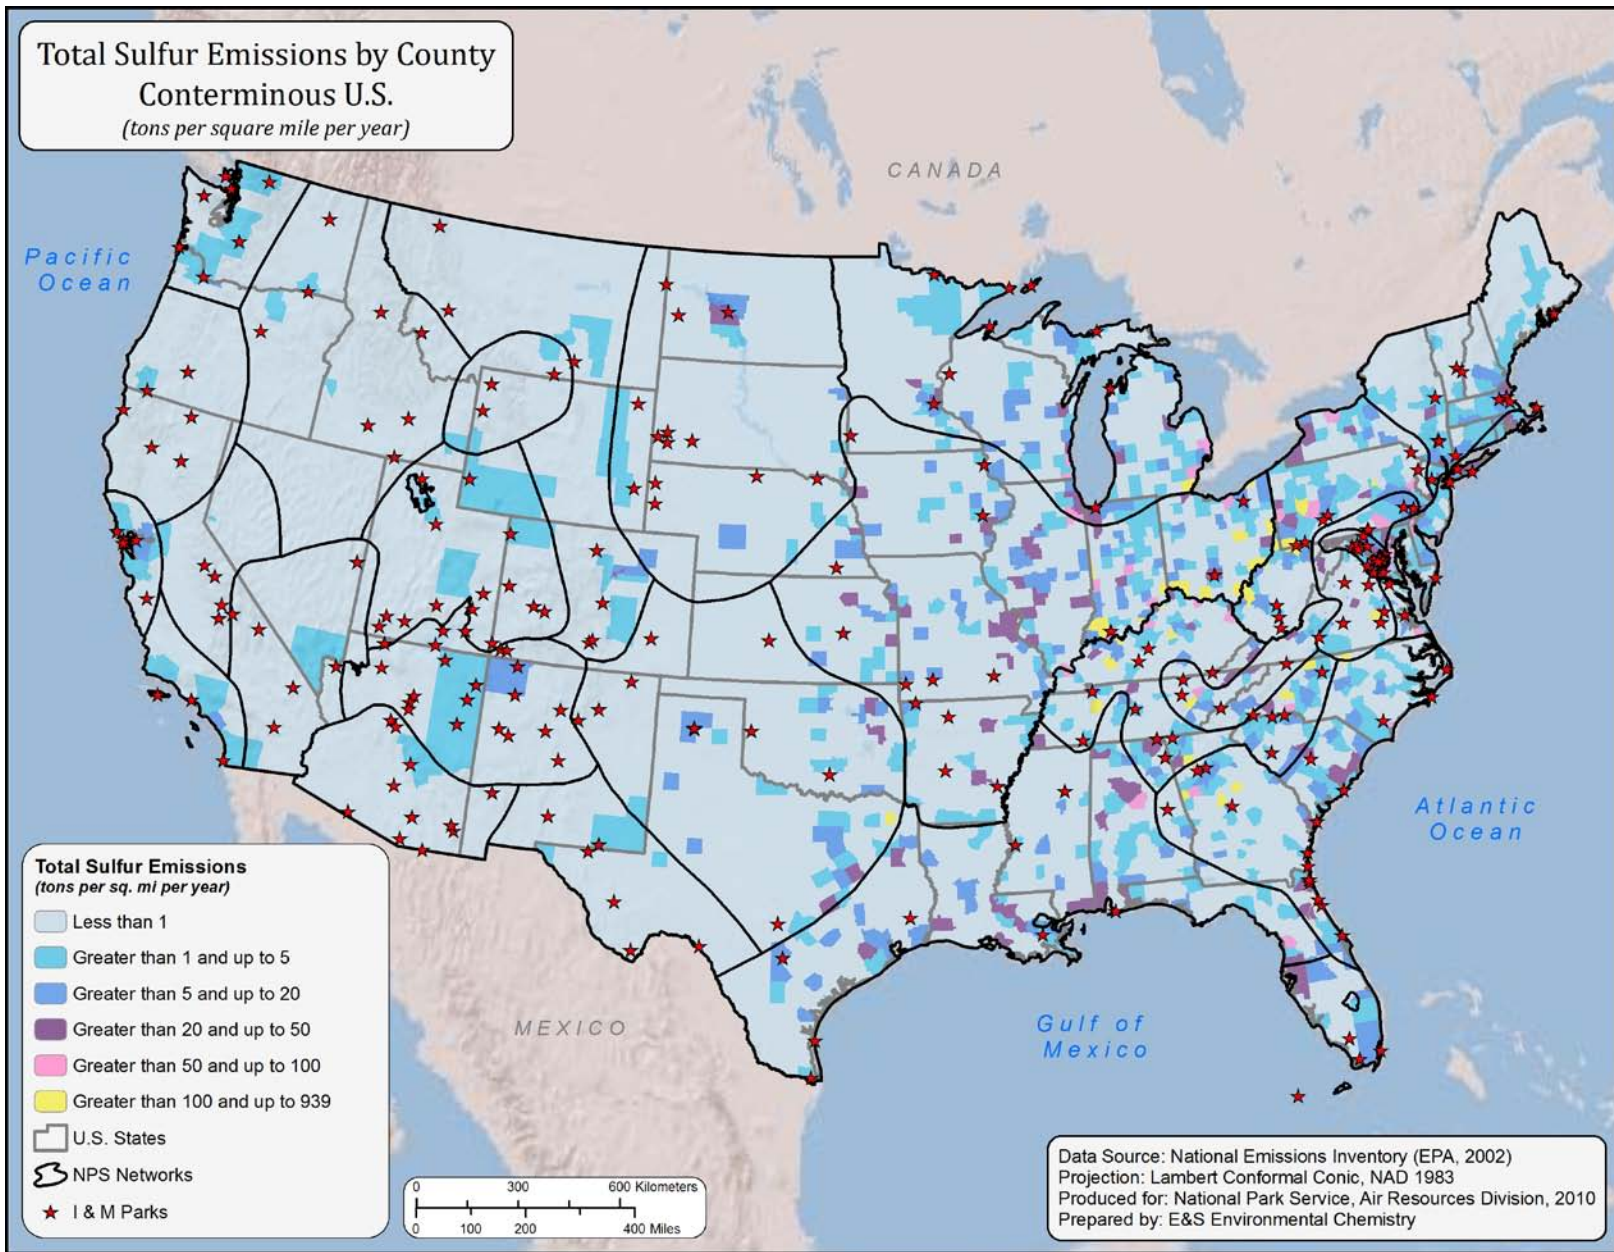 Total Sulfur Emissions by County
Conterminous U.S.
(tons per square mile per year)
CANADA
Pacific
Ocean
Atlantic
Ocean
MEXICO
Gulf of
Mexico
Total Sulfur Emissions
(tons per sq. mi per year)
Less than 1
Greater than 1 and up to 5
Greater than 5 and up to 20
Greater than 20 and up to 50
Greater than 50 and up to 100
Greater than 100 and up to 939
U.S. States
NPS Networks
I & M Parks
0 300 600 Kilometers
0 100 200 400 Miles
Data Source: National Emissions Inventory (EPA, 2002)
Projection: Lambert Conformal Conic, NAD 1983
Produced for: National Park Service, Air Resources Division, 2010
Prepared by: E&S Environmental Chemistry